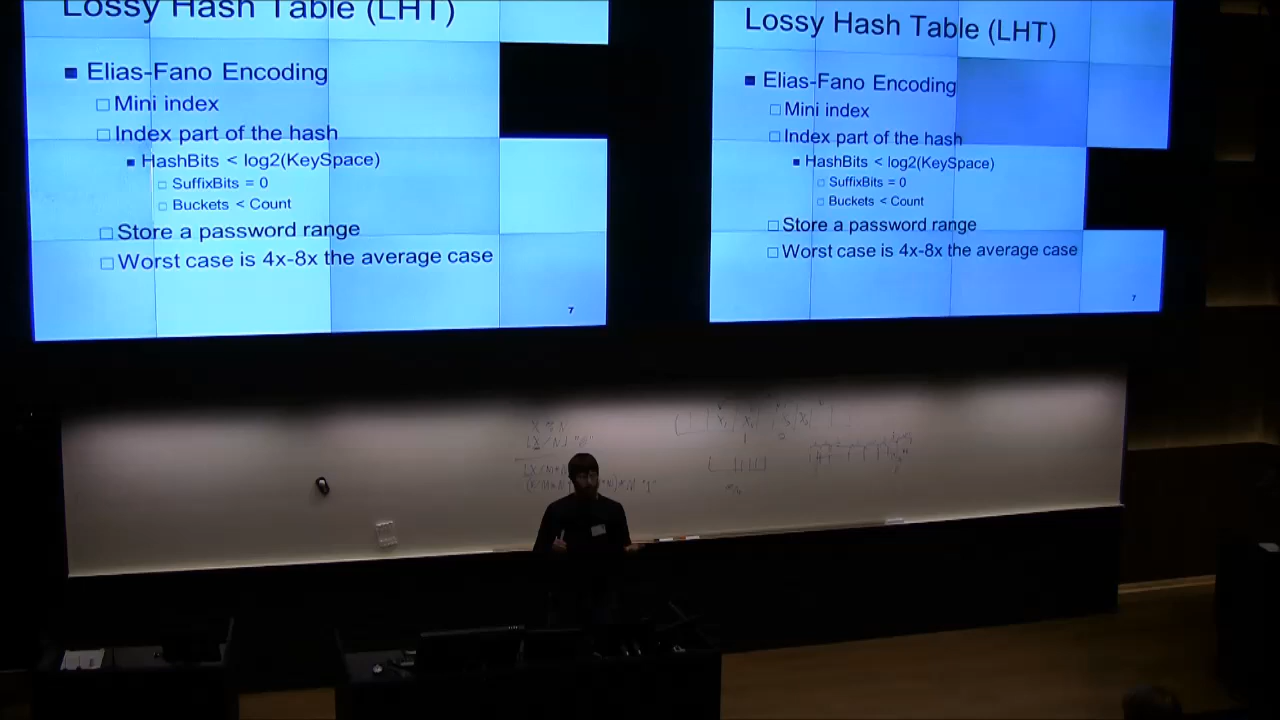 Lossy Hash Table (LHT)
Elias-Fano Encoding
Mini index
Index part of the hash
HashBits < log2(KeySpace)
SuffixBits = 0
Buckets < Count
Store a password range
Worst case is 4x-8x the average case
7
Lossy Hash Table (LHT)
Elias-Fano Encoding
Mini index
Index part of the hash
HashBits < log2(KeySpace)
SuffixBits = 0
Buckets < Count
Store a password range
Worst case is 4x-8x the average case
7